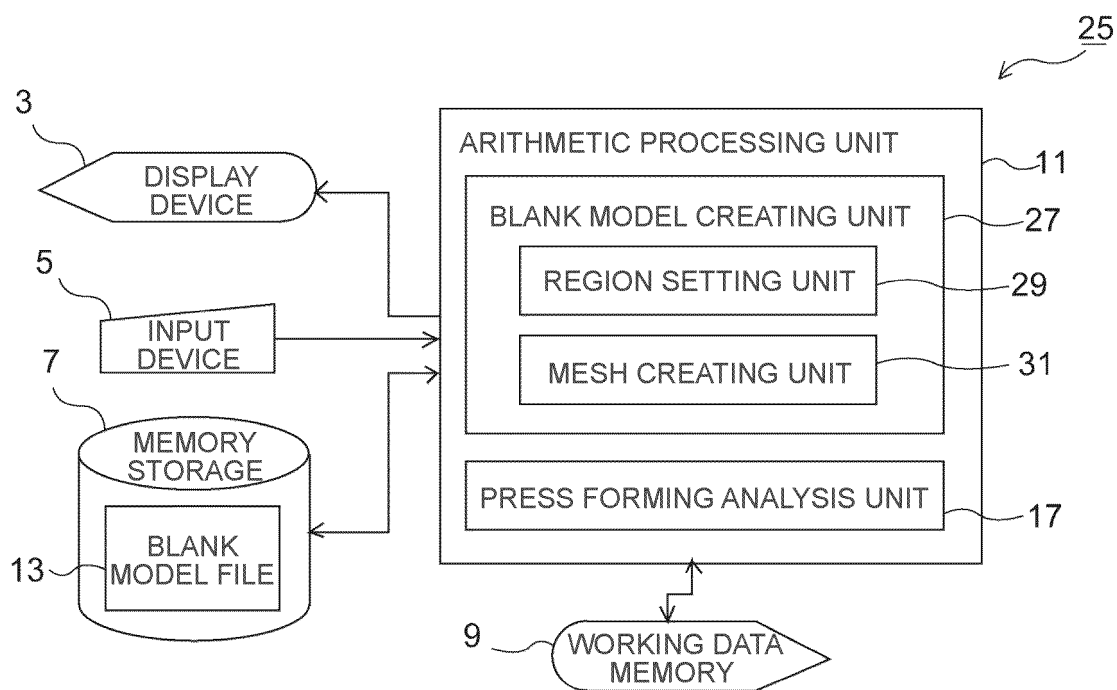 25
3
DISPLAY
DEVICE
5
INPUT
DEVICE
7
MEMORY
STORAGE
13
BLANK
MODEL FILE
ARITHMETIC PROCESSING UNIT
11
BLANK MODEL CREATING UNIT
27
REGION SETTING UNIT
29
MESH CREATING UNIT
31
PRESS FORMING ANALYSIS UNIT
17
9
WORKING DATA
MEMORY